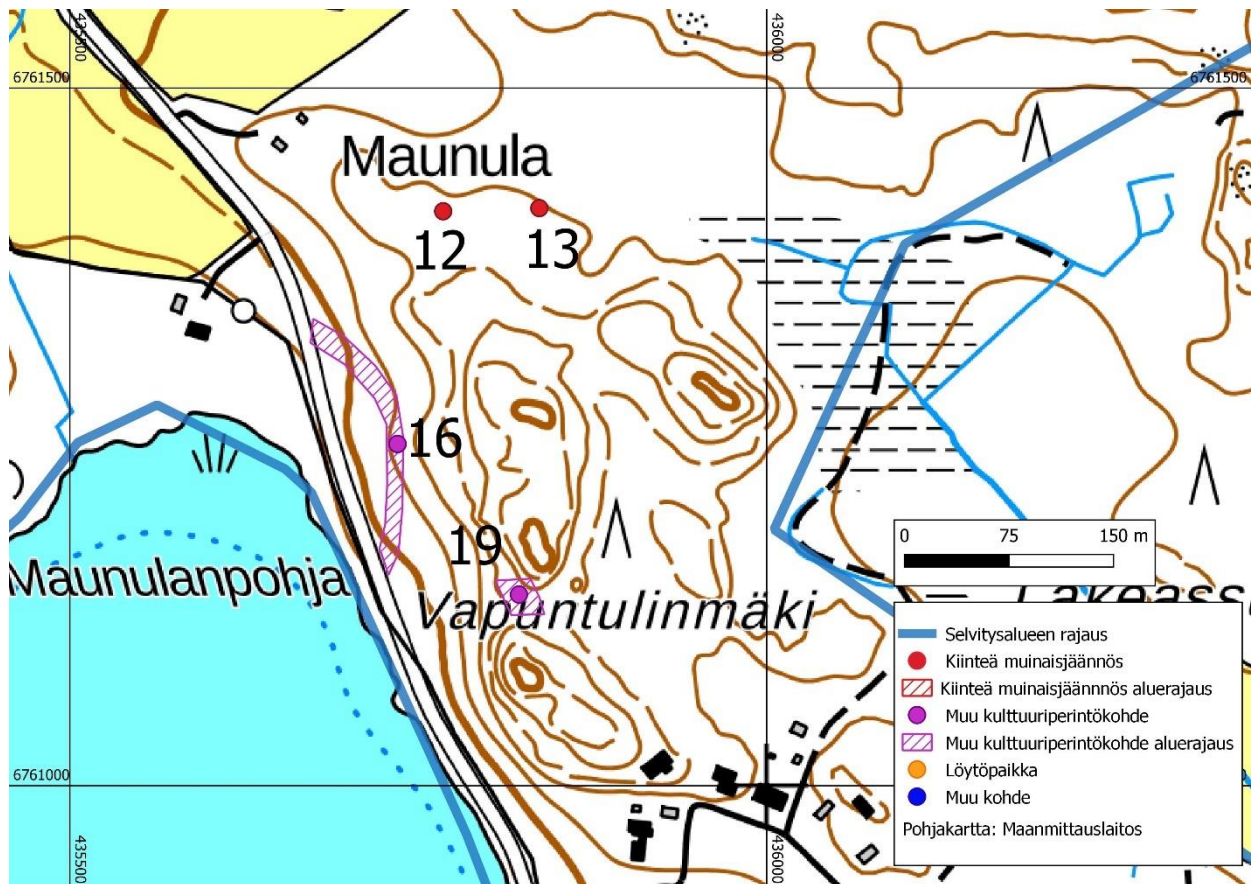 435500
436000
6761500
6761500
Maunula
12
13
16
19
0 75 150 m
Maunulanpohja
Vapuntulinmäki
Selvitysalueen rajaus
Kiinteä muinaisjäännös
Kiinteä muinaisjäännnös aluerajaus
Muu kulttuuriperintökohde
Muu kulttuuriperintökohde aluerajaus
Löytöpaikka
Muu kohde
Pohjakartta: Maanmittauslaitos
6761000
435500
436000